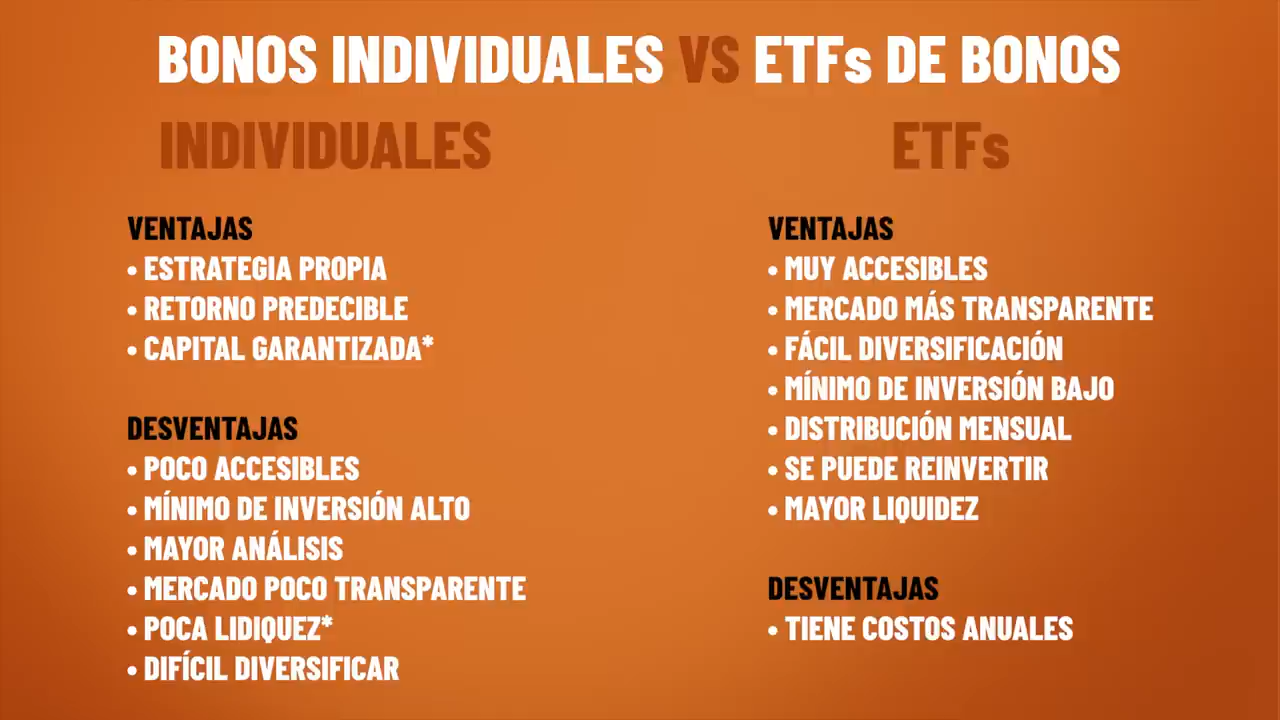 BONOS INDIVIDUALES VS ETFs DE BONOS
INDIVIDUALES
VENTAJAS
• ESTRATEGIA PROPIA
• RETORNO PREDECIBLE
• CAPITAL GARANTIZADA*
DESVENTAJAS
• POCO ACCESIBLES
• MÍNIMO DE INVERSIÓN ALTO
• MAYOR ANÁLISIS
• MERCADO POCO TRANSPARENTE
• POCA LIDIQUEZ*
• DIFÍCIL DIVERSIFICAR
ETFs
VENTAJAS
• MUY ACCESIBLES
• MERCADO MÁS TRANSPARENTE
• FÁCIL DIVERSIFICACIÓN
• MÍNIMO DE INVERSIÓN BAJO
• DISTRIBUCIÓN MENSUAL
• SE PUEDE REINVERTIR
• MAYOR LIQUIDEZ
DESVENTAJAS
• TIENE COSTOS ANUALES